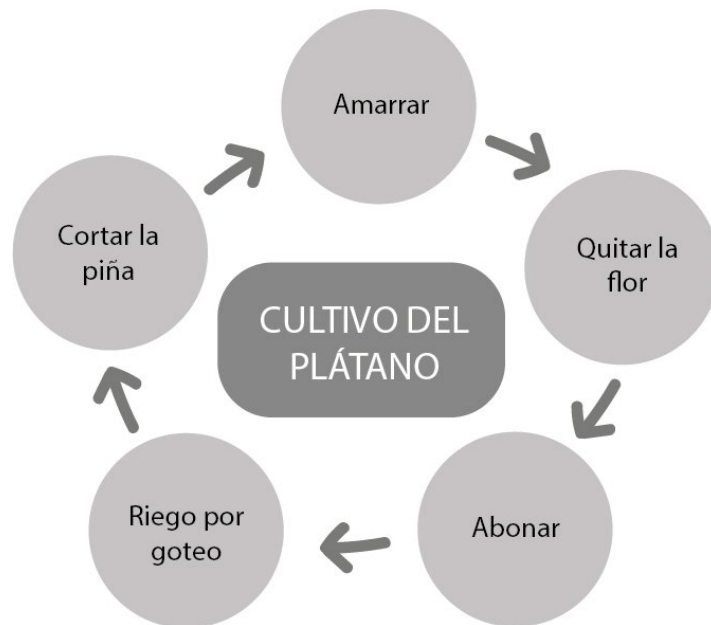 Amarrar
Quitar la
flor
Abonar
Riego por
goteo
Cortar la
piña
CULTIVO DEL
PLÁTANO